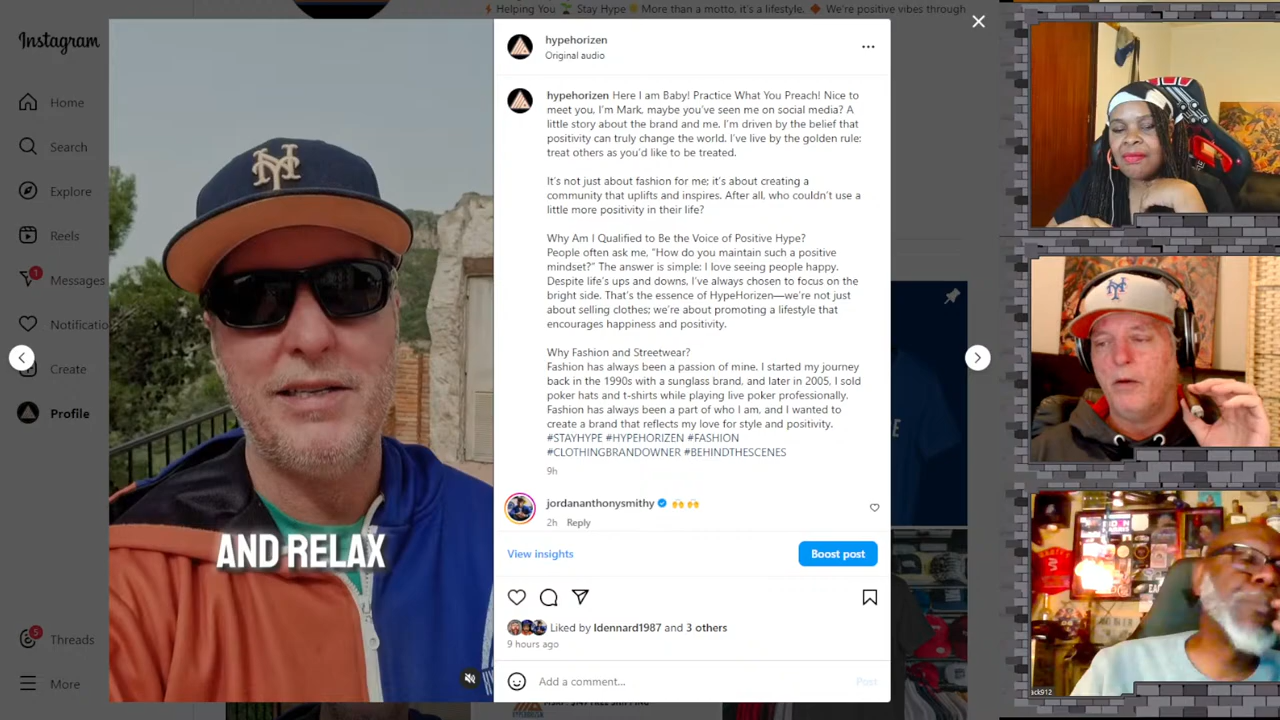 ⚡ Helping You 🌱 Stay Hype 🌟 More than a motto, it's a lifestyle. 🔶 We're positive vibes through
Instagram
Home
Search
Explore
Reels
1
Messages
Notificatio
Create
Profile
5
Threads
More
NY
AND RELAX
hypehorizen
Original audio
hypehorizen Here I am Baby! Practice What You Preach! Nice to
meet you, I'm Mark, maybe you've seen me on social media? A
little story about the brand and me. I'm driven by the belief that
positivity can truly change the world. I've live by the golden rule:
treat others as you'd like to be treated.
It's not just about fashion for me; it's about creating a
community that uplifts and inspires. After all, who couldn't use a
little more positivity in their life?
Why Am I Qualified to Be the Voice of Positive Hype?
People often ask me, "How do you maintain such a positive
mindset?" The answer is simple: I love seeing people happy.
Despite life's ups and downs, I've always chosen to focus on the
bright side. That's the essence of HypeHorizen—we're not just
about selling clothes; we're about promoting a lifestyle that
encourages happiness and positivity.
Why Fashion and Streetwear?
Fashion has always been a passion of mine. I started my journey
back in the 1990s with a sunglass brand, and later in 2005, I sold
poker hats and t-shirts while playing live poker professionally.
Fashion has always been a part of who I am, and I wanted to
create a brand that reflects my love for style and positivity.
#STAYHYPE #HYPEHORIZEN #FASHION
#CLOTHINGBRANDOWNER #BEHINDTHESCENES
9h
jordananthonysmithy 🙌 🙌
2h Reply
View insights
Boost post
Liked by ldennard1987 and 3 others
9 hours ago
Add a comment...
Post
NY
ack912